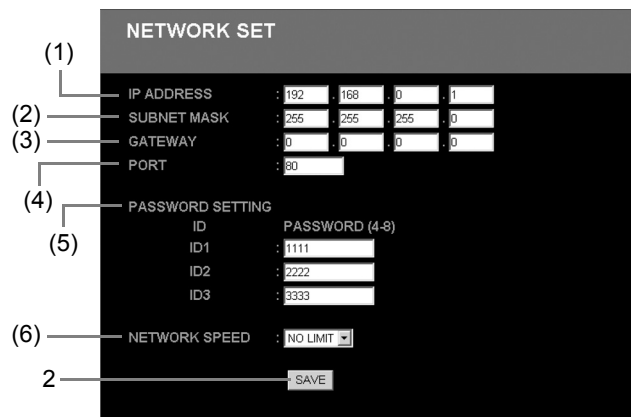 NETWORK SET
(1)
IP ADDRESS : 192 . 168 . 0 . 1
(2) SUBNET MASK : 255 . 255 . 255 . 0
(3) GATEWAY : 0 . 0 . 0 . 0
(4) PORT : 80
(5) PASSWORD SETTING
ID PASSWORD (4-8)
ID1 : 1111
ID2 : 2222
ID3 : 3333
(6) NETWORK SPEED : NO LIMIT
2 SAVE